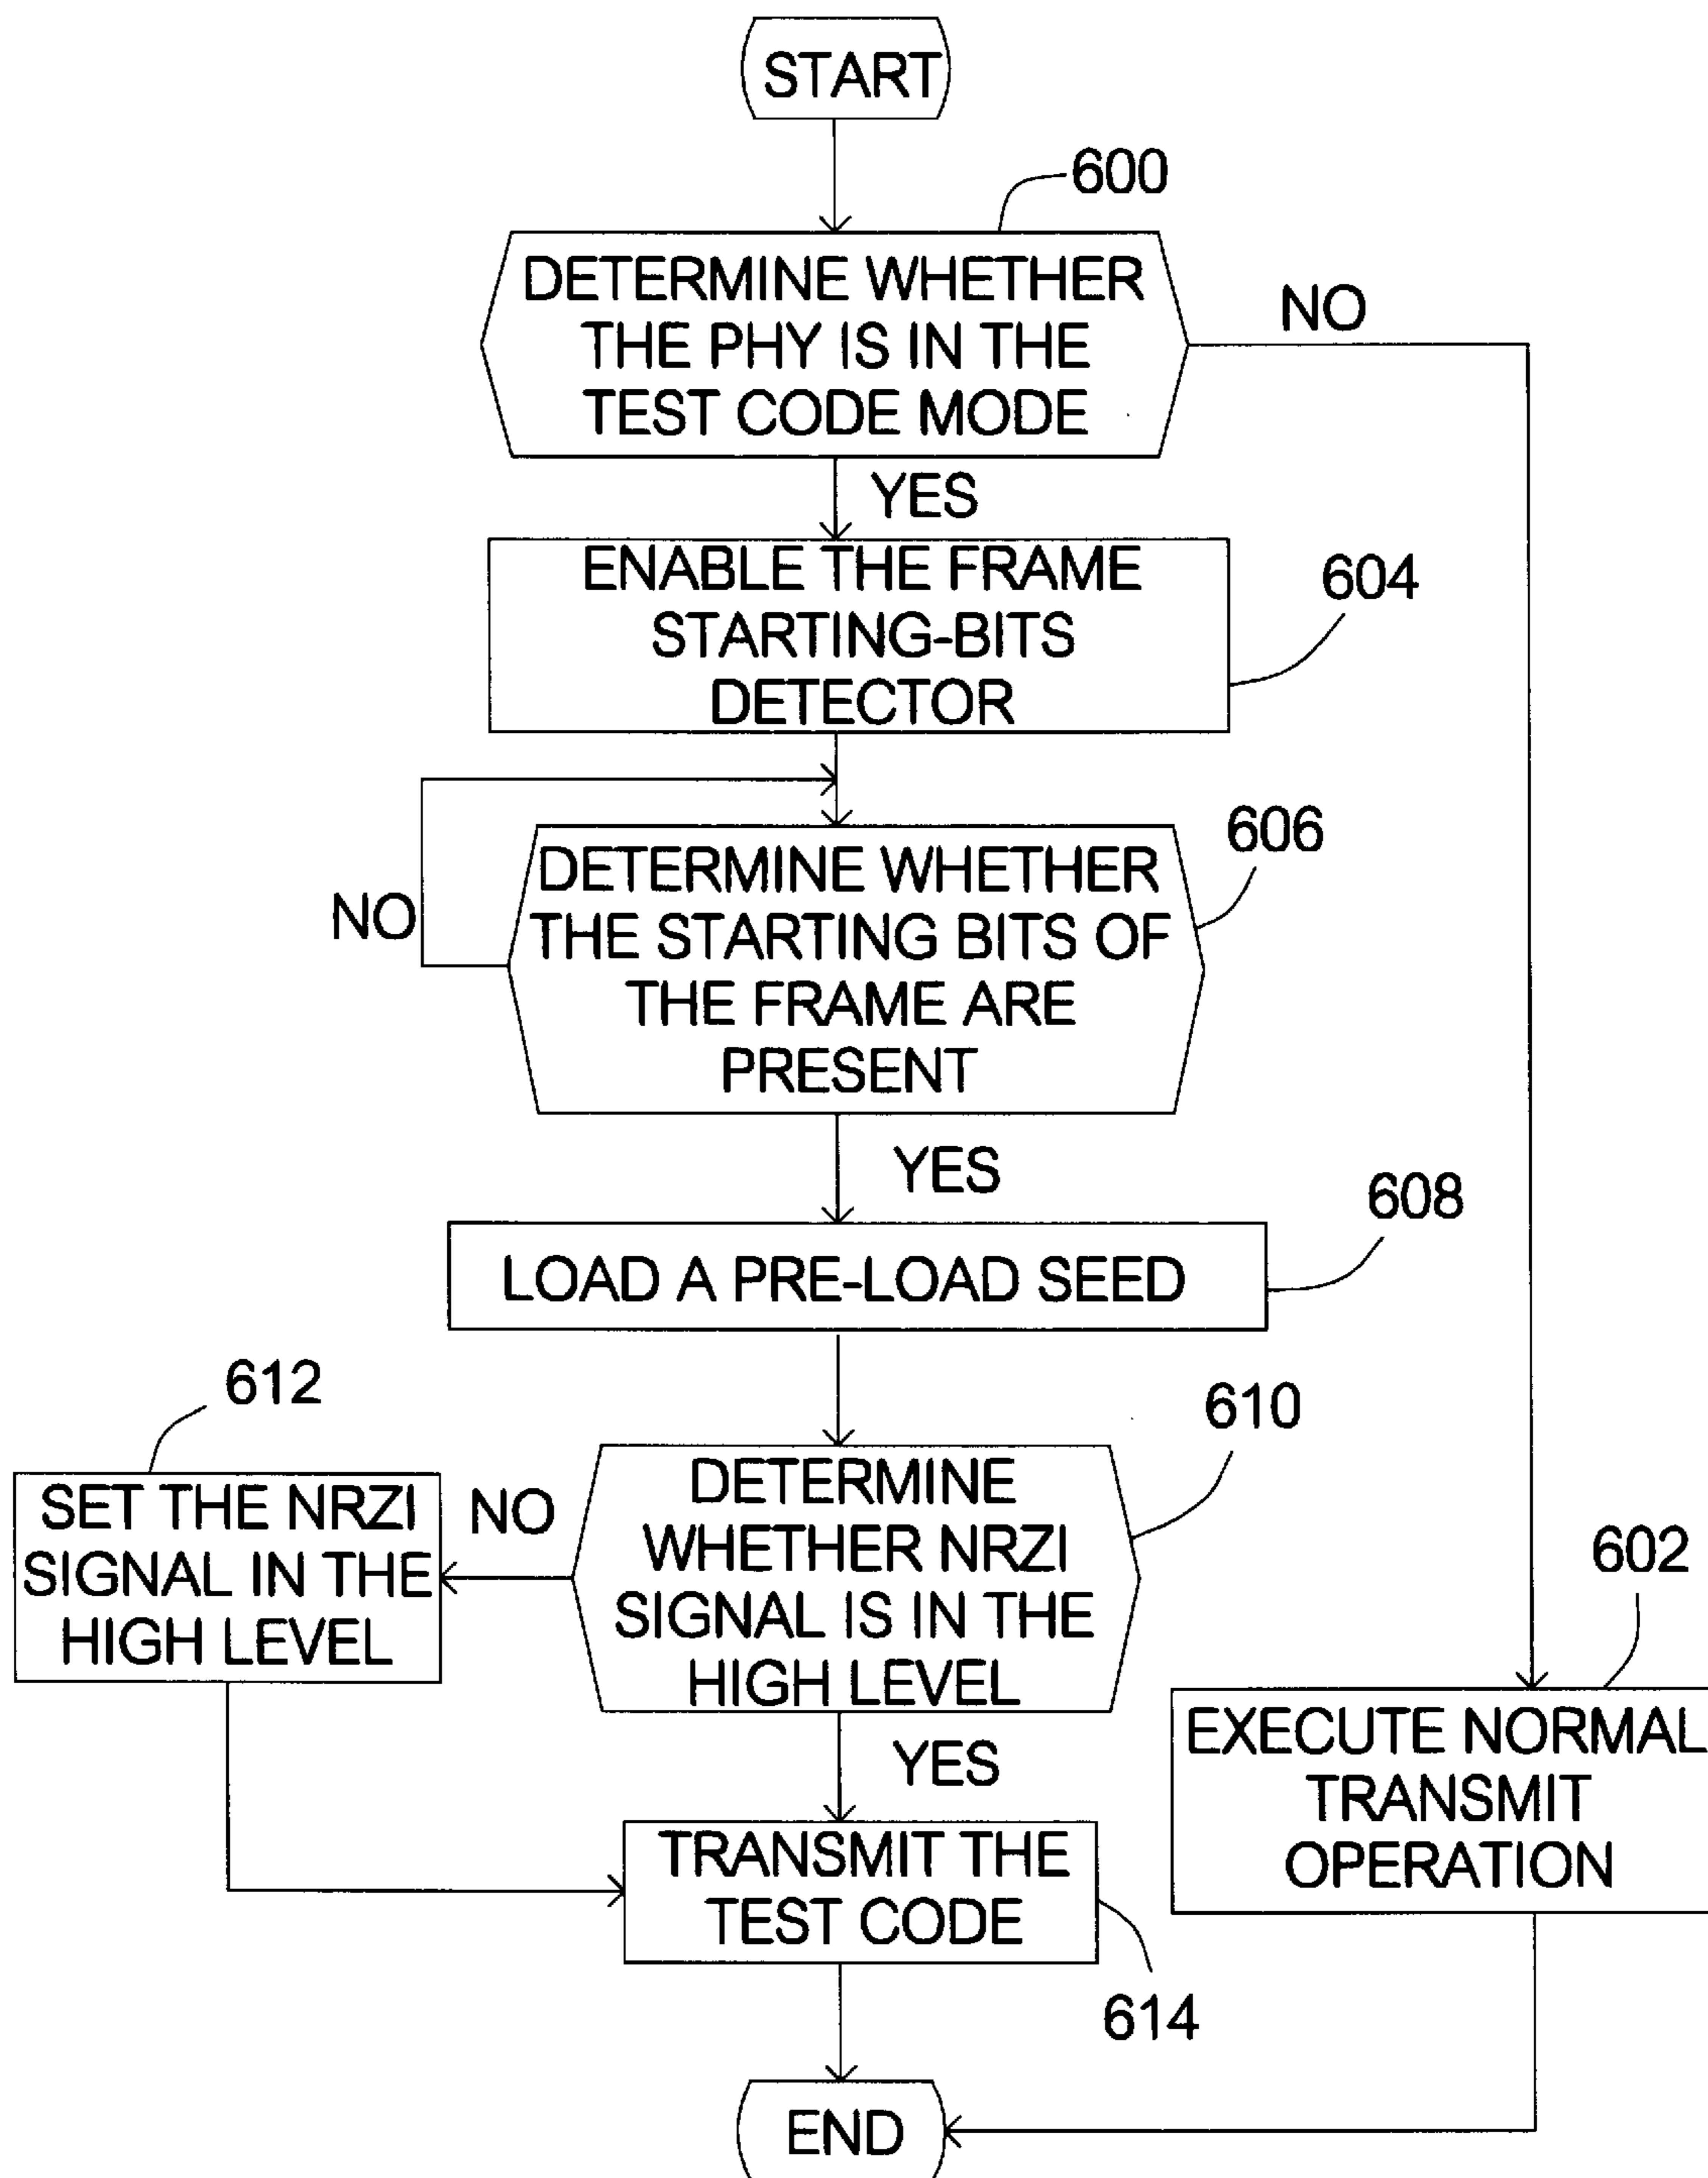 START
600
DETERMINE WHETHER
THE PHY IS IN THE
TEST CODE MODE
NO
YES
ENABLE THE FRAME
STARTING-BITS
DETECTOR
604
606
DETERMINE WHETHER
THE STARTING BITS OF
THE FRAME ARE
PRESENT
NO
YES
608
LOAD A PRE-LOAD SEED
612
610
SET THE NRZI
SIGNAL IN THE
HIGH LEVEL
NO
DETERMINE
WHETHER NRZI
SIGNAL IS IN THE
HIGH LEVEL
602
YES
EXECUTE NORMAL
TRANSMIT
OPERATION
TRANSMIT THE
TEST CODE
614
END